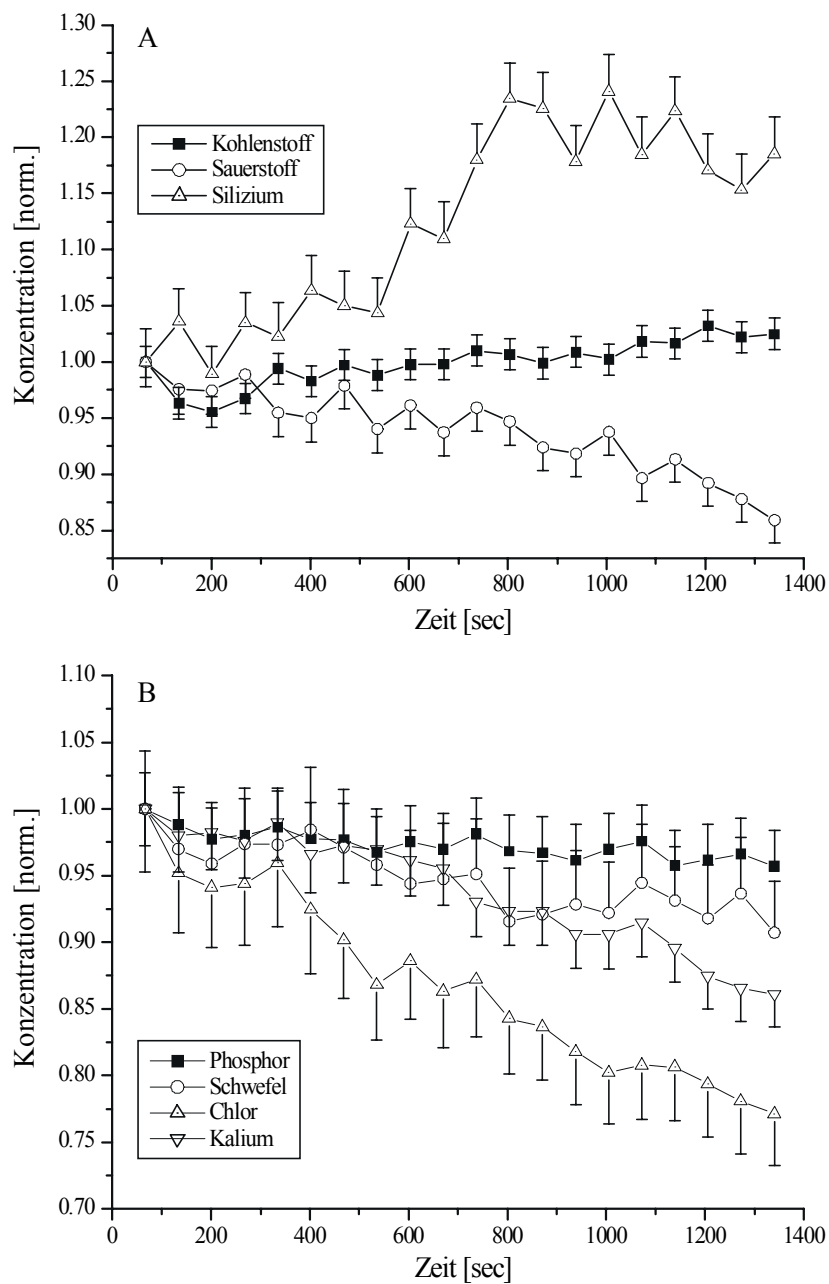 A
1.30
1.25
1.20
1.15
1.10
1.05
1.00
0.95
0.90
0.85
Konzentration [norm.]
Kohlenstoff
Sauerstoff
Silizium
0 200 400 600 800 1000 1200 1400
Zeit [sec]
B
1.10
1.05
1.00
0.95
0.90
0.85
0.80
0.75
0.70
Konzentration [norm.]
Phosphor
Schwefel
Chlor
Kalium
0 200 400 600 800 1000 1200 1400
Zeit [sec]